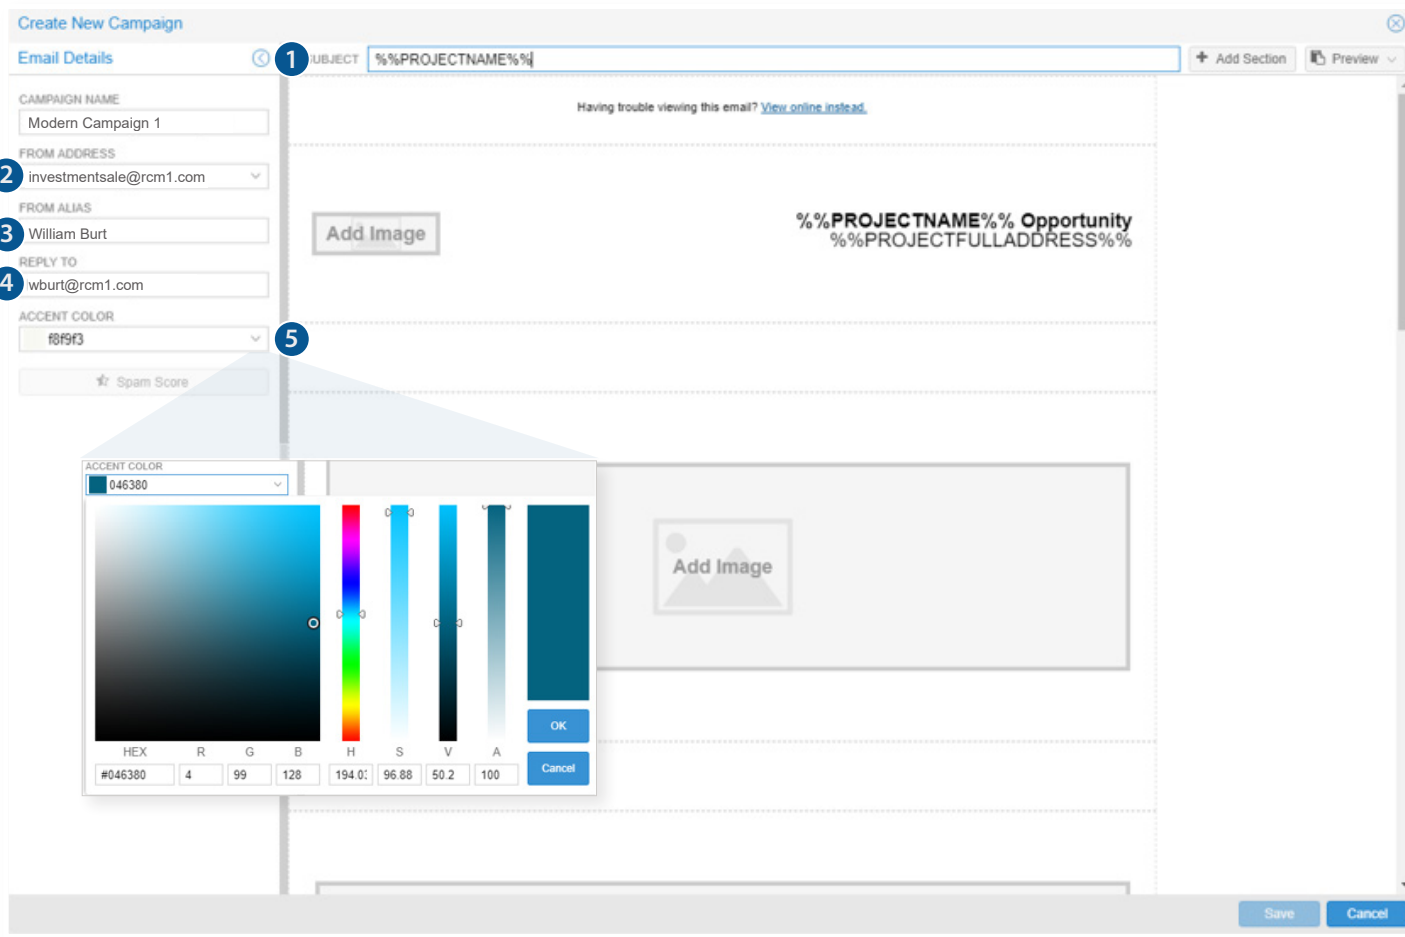 Create New Campaign
Email Details
1
UBJECT
%%PROJECTNAME%%
Add Section
Preview
CAMPAIGN NAME
Modern Campaign 1
FROM ADDRESS
2
investmentsale@rcm1.com
FROM ALIAS
3
William Burt
REPLY TO
4
wburt@rcm1.com
ACCENT COLOR
f8f9f3
5
Spam Score
Having trouble viewing this email? View online instead.
Add Image
%%PROJECTNAME%% Opportunity
%%PROJECTFULLADDRESS%%
ACCENT COLOR
046380
Add Image
OK
HEX R G B H S V A
#046380 4 99 128 194.0 96.88 50.2 100
Cancel
Save
Cancel